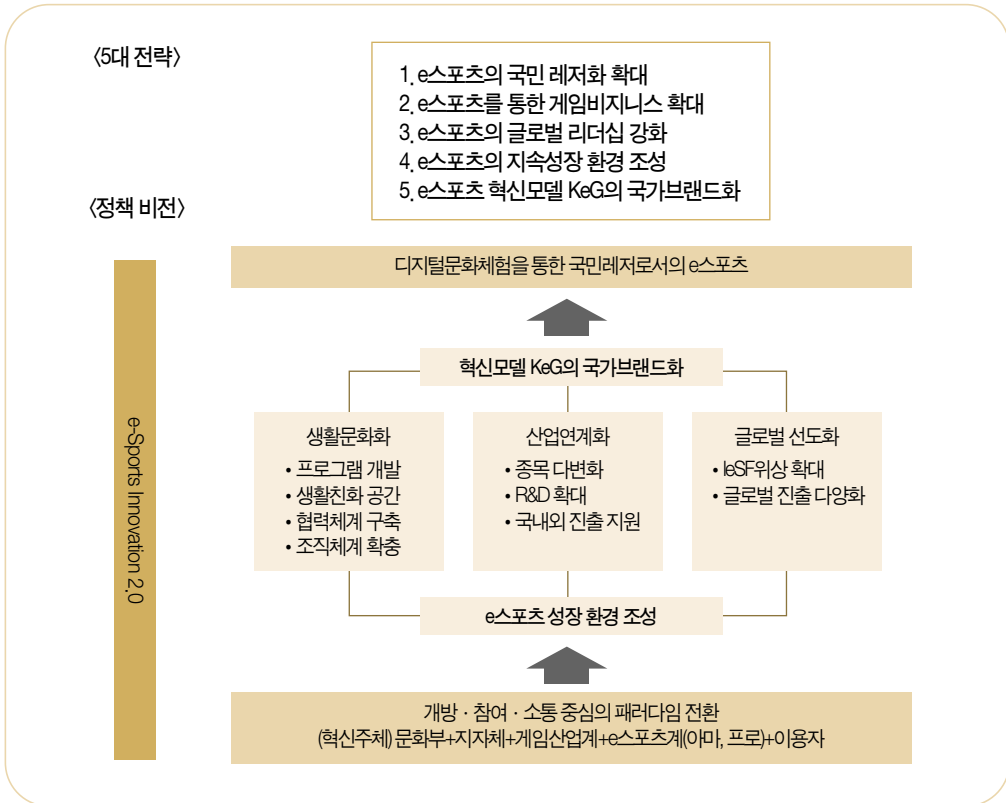 〈5대 전략〉
1. e스포츠의 국민 레저화 확대
2. e스포츠를 통한 게임비지니스 확대
3. e스포츠의 글로벌 리더십 강화
4. e스포츠의 지속성장 환경 조성
5. e스포츠 혁신모델 KeG의 국가브랜드화
〈정책 비전〉
e-Sports Innovation 2.0
디지털문화체험을 통한 국민레저로서의 e스포츠
혁신모델 KeG의 국가브랜드화
생활문화화
• 프로그램 개발
• 생활친화 공간
• 협력체계 구축
• 조직체계 확충
산업연계화
• 종목 다변화
• R&D 확대
• 국내외 진출 지원
글로벌 선도화
• IeSF위상 확대
• 글로벌 진출 다양화
e스포츠 성장 환경 조성
개방 · 참여 · 소통 중심의 패러다임 전환
(혁신주체) 문화부+지자체+게임산업계+e스포츠계(아마, 프로)+이용자